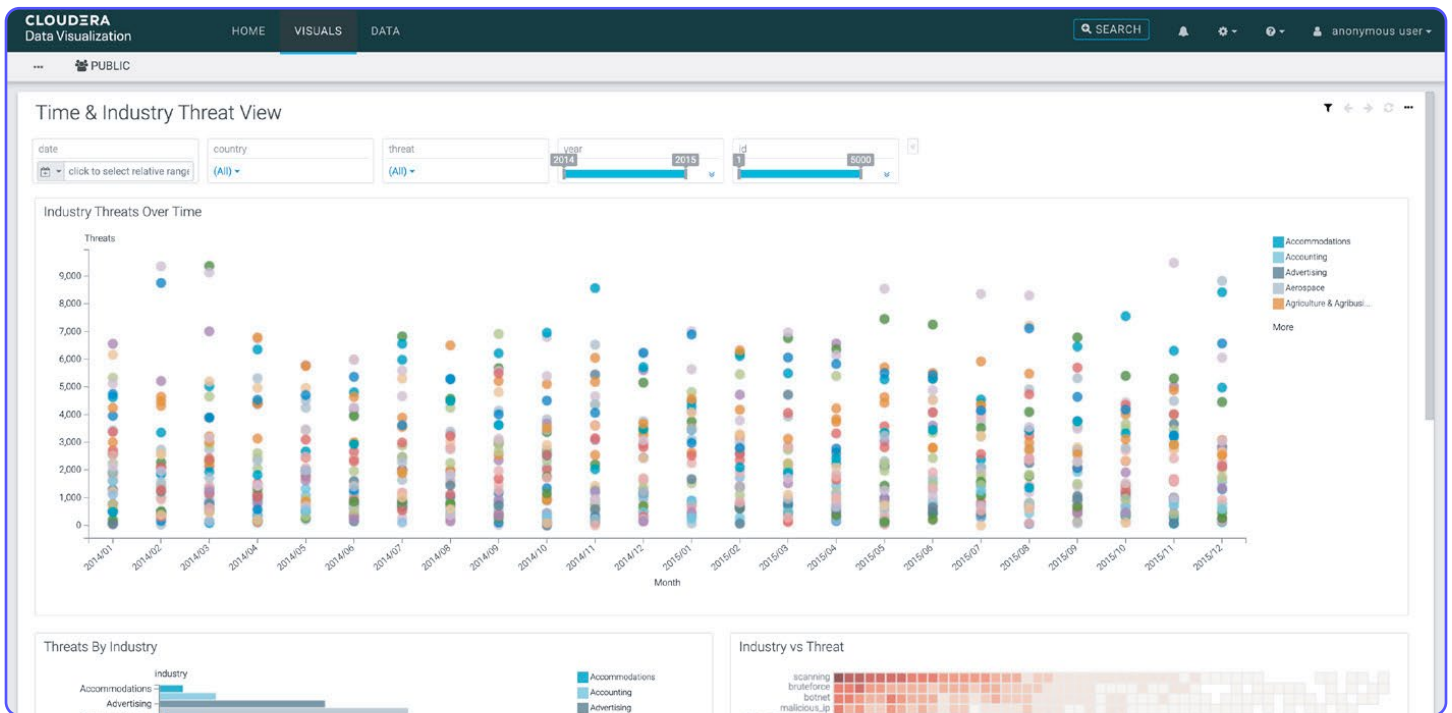 CLOUDERA
Data Visualization
HOME VISUALS DATA
SEARCH
anonymous user
PUBLIC
Time & Industry Threat View
date country threat year id
click to select relative range
(All)
(All)
2014 2015
1 5000
Industry Threats Over Time
Threats
9,000
8,000
7,000
6,000
5,000
4,000
3,000
2,000
1,000
0
2014/01 2014/02 2014/03 2014/04 2014/05 2014/06 2014/07 2014/08 2014/09 2014/10 2014/11 2014/12 2015/01 2015/02 2015/03 2015/04 2015/05 2015/06 2015/07 2015/08 2015/09 2015/10 2015/11 2015/12
Month
Accommodations
Accounting
Advertising
Aerospace
Agriculture & Agribusi...
More
Threats By Industry
industry
Accommodations
Advertising
Accommodations
Accounting
Advertising
Industry vs Threat
scanning
bruteforce
botnet
malicious_ip